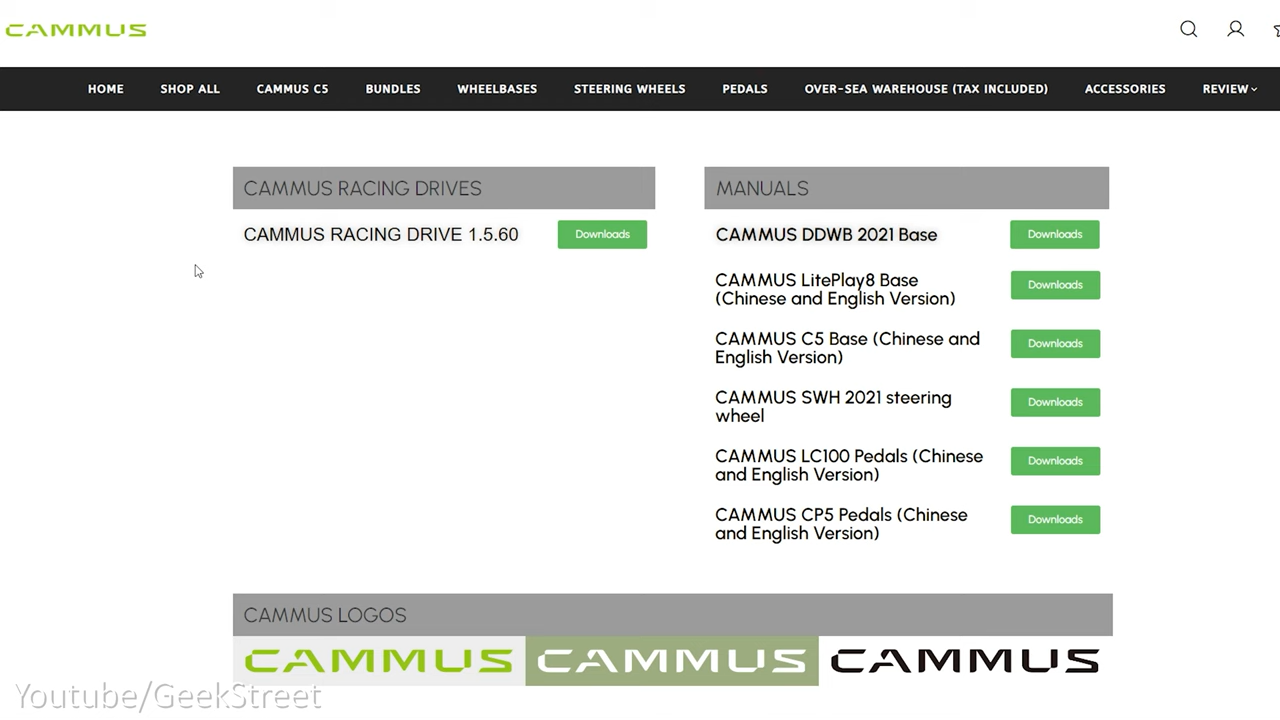 CAMMUS
HOME SHOP ALL CAMMUS C5 BUNDLES WHEELBASES STEERING WHEELS PEDALS OVER-SEA WAREHOUSE (TAX INCLUDED) ACCESSORIES REVIEW
CAMMUS RACING DRIVES
CAMMUS RACING DRIVE 1.5.60 Downloads
MANUALS
CAMMUS DDWB 2021 Base Downloads
CAMMUS LitePlay8 Base
(Chinese and English Version) Downloads
CAMMUS C5 Base (Chinese and
English Version) Downloads
CAMMUS SWH 2021 steering
wheel Downloads
CAMMUS LC100 Pedals (Chinese
and English Version) Downloads
CAMMUS CP5 Pedals (Chinese
and English Version) Downloads
CAMMUS LOGOS
CAMMUS CAMMUS CAMMUS
Youtube/GeekStreet